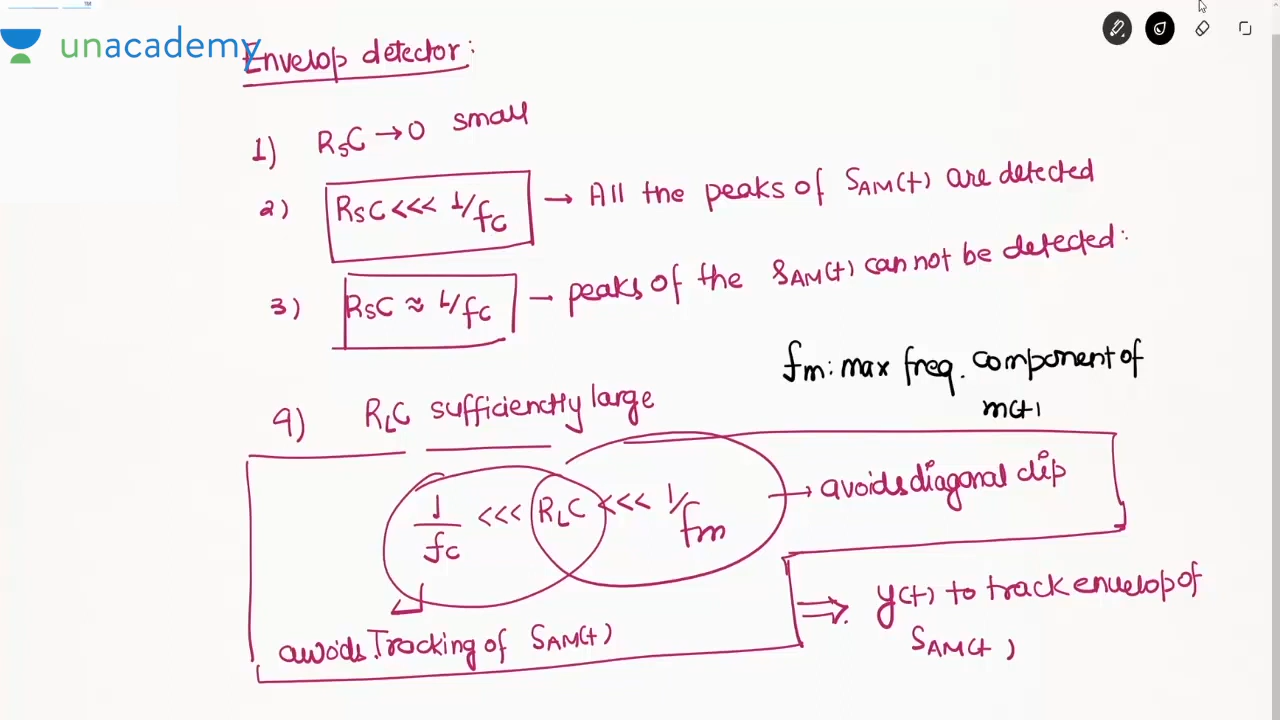 unacademy
Envelop detector:
1) RsC → 0 small
2) RsC <<< 1/fc → All the peaks of SAM(t) are detected
3) RsC ≈ 1/fc → peaks of the SAM(t) can not be detected:
fm: max freq. component of
m(t)
4) RLC sufficiently large
1/fc <<< RLC <<< 1/fm → avoids diagonal clip
avoids Tracking of SAM(t)
⇒ y(t) to track envelop of
SAM(t)